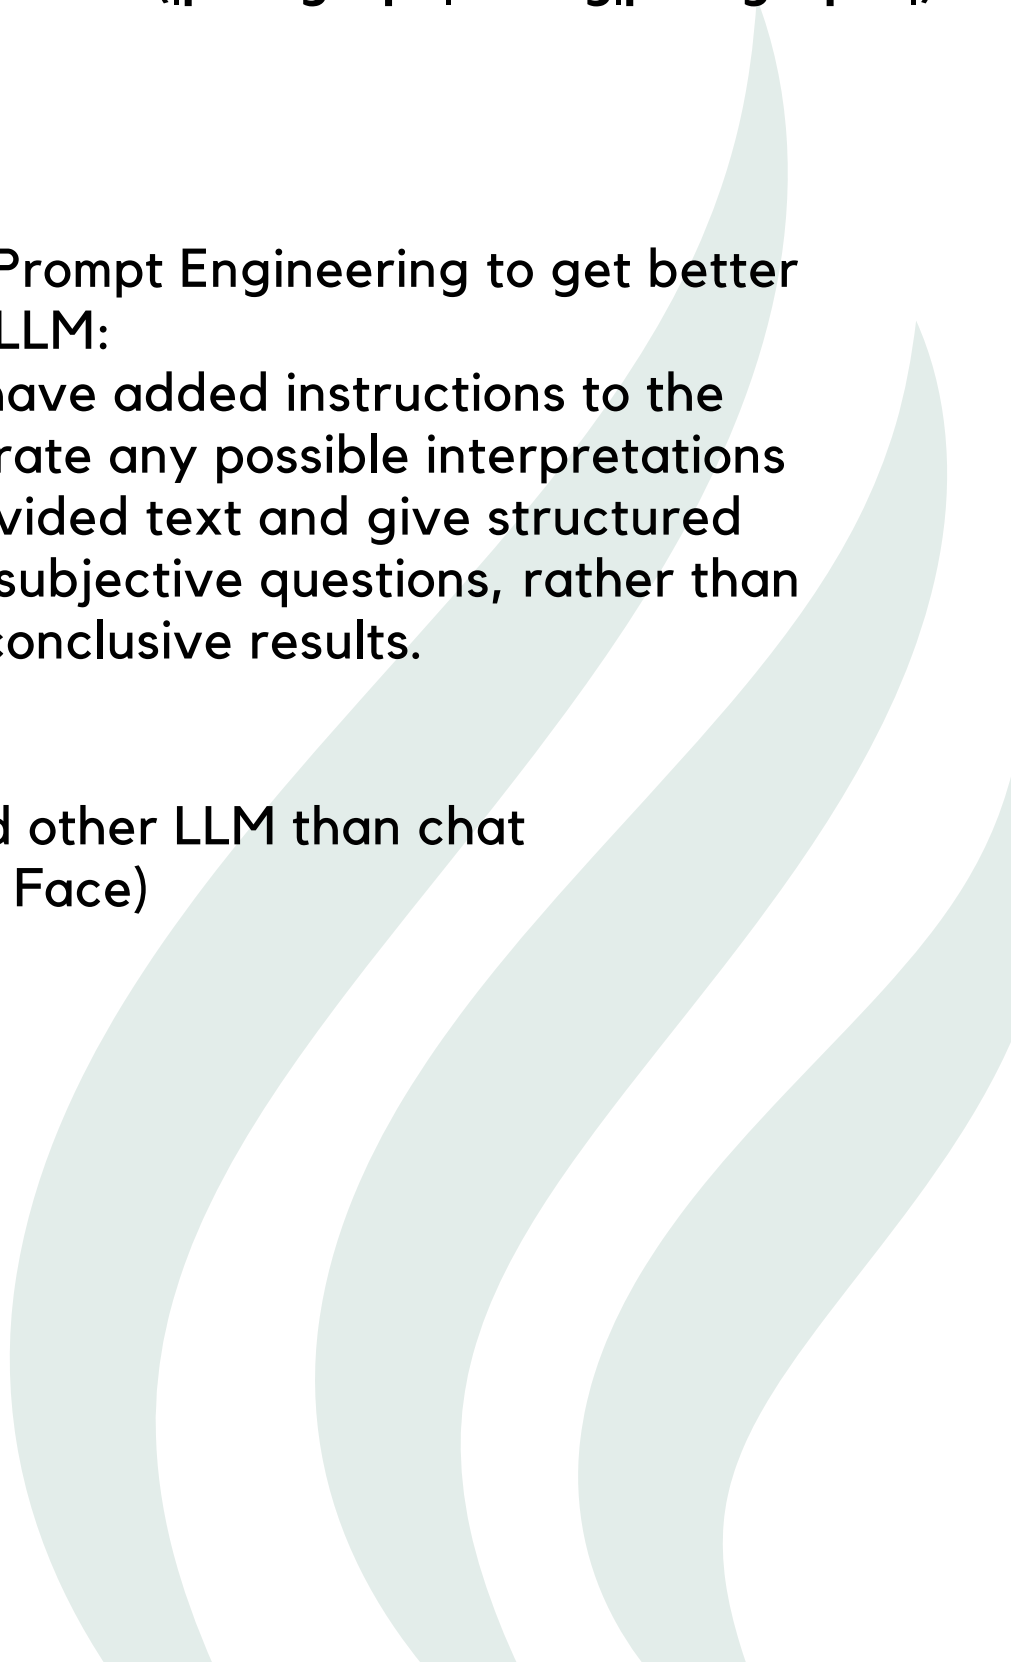 Prompt Engineering to get better
LLM:
have added instructions to the
rate any possible interpretations
vided text and give structured
subjective questions, rather than
conclusive results.
other LLM than chat
Face)